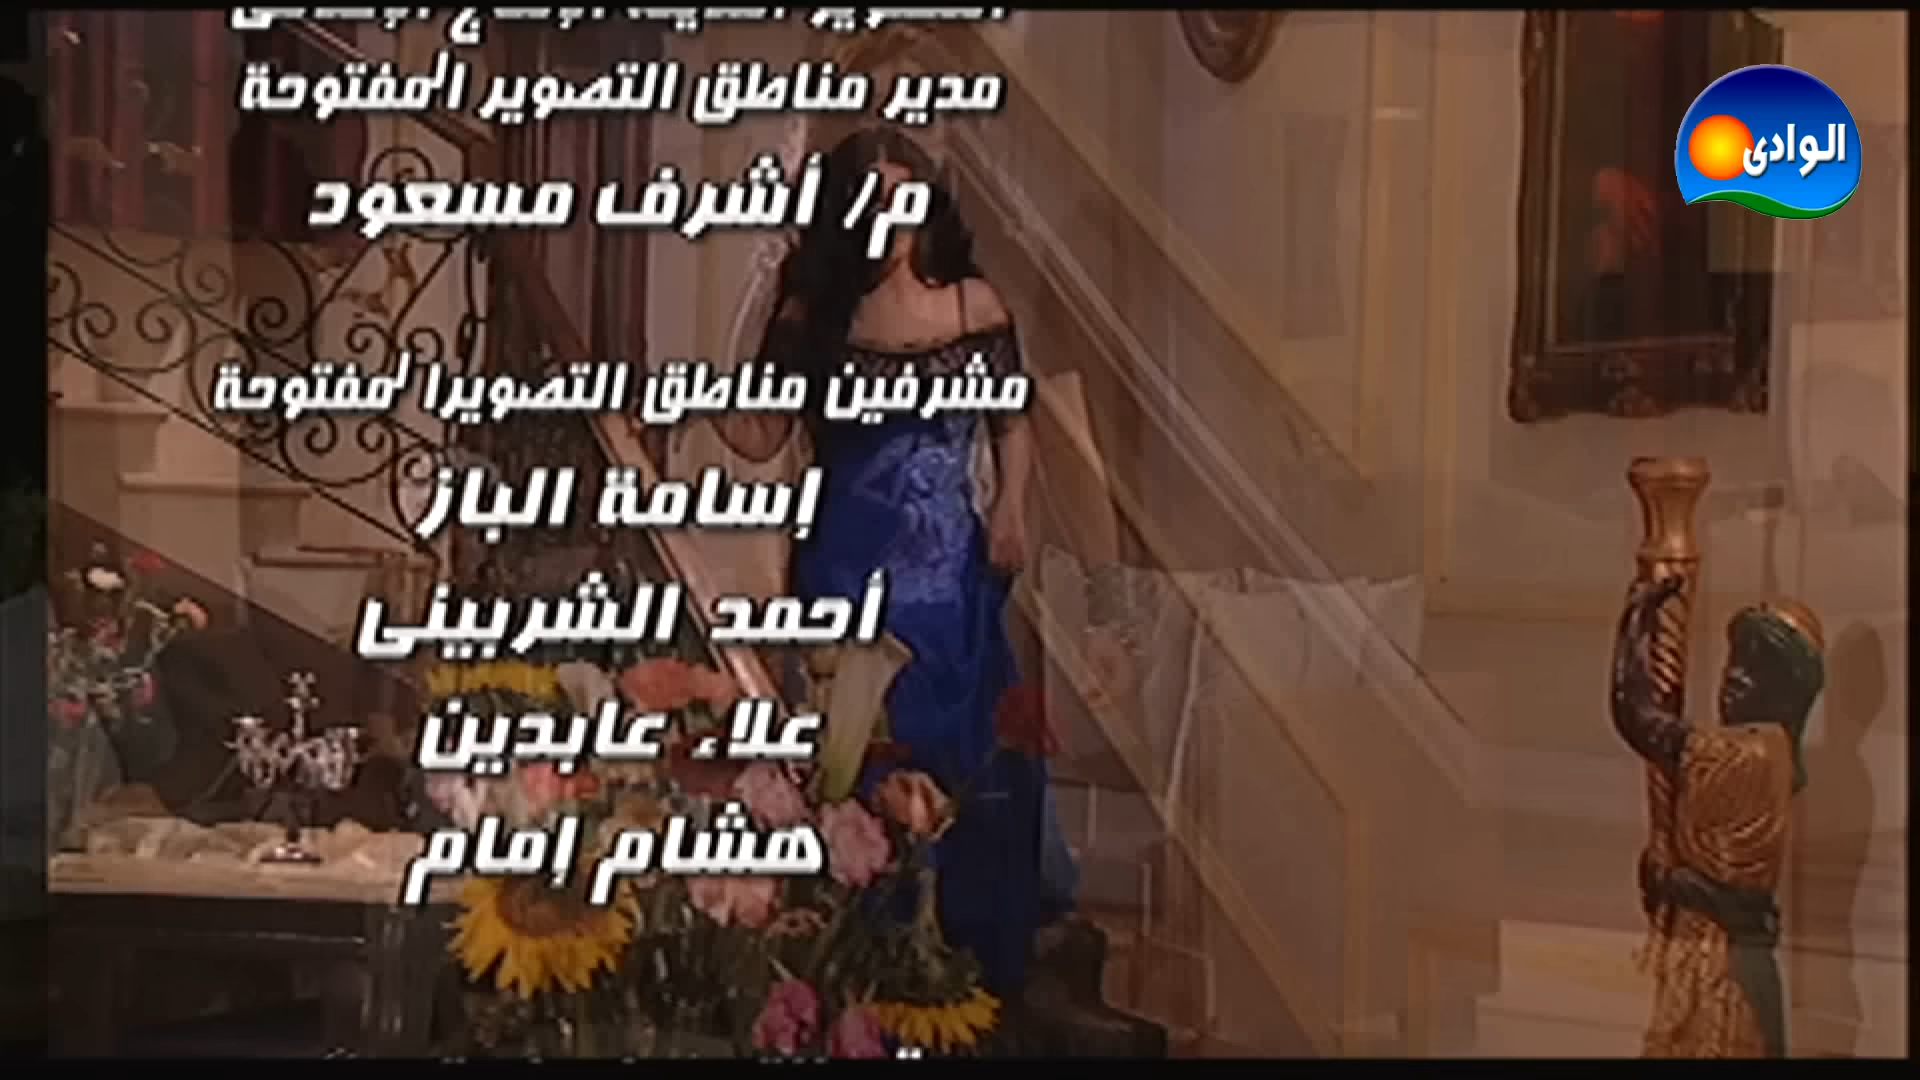 مدير مناطق التصوير المفتوحة
الوادى
م/ أشرف مسعود
مشرفين مناطق التصويرا لمفتوحة
إسامة الباز
أحمد الشربينى
علاء عابدين
هشام إمام